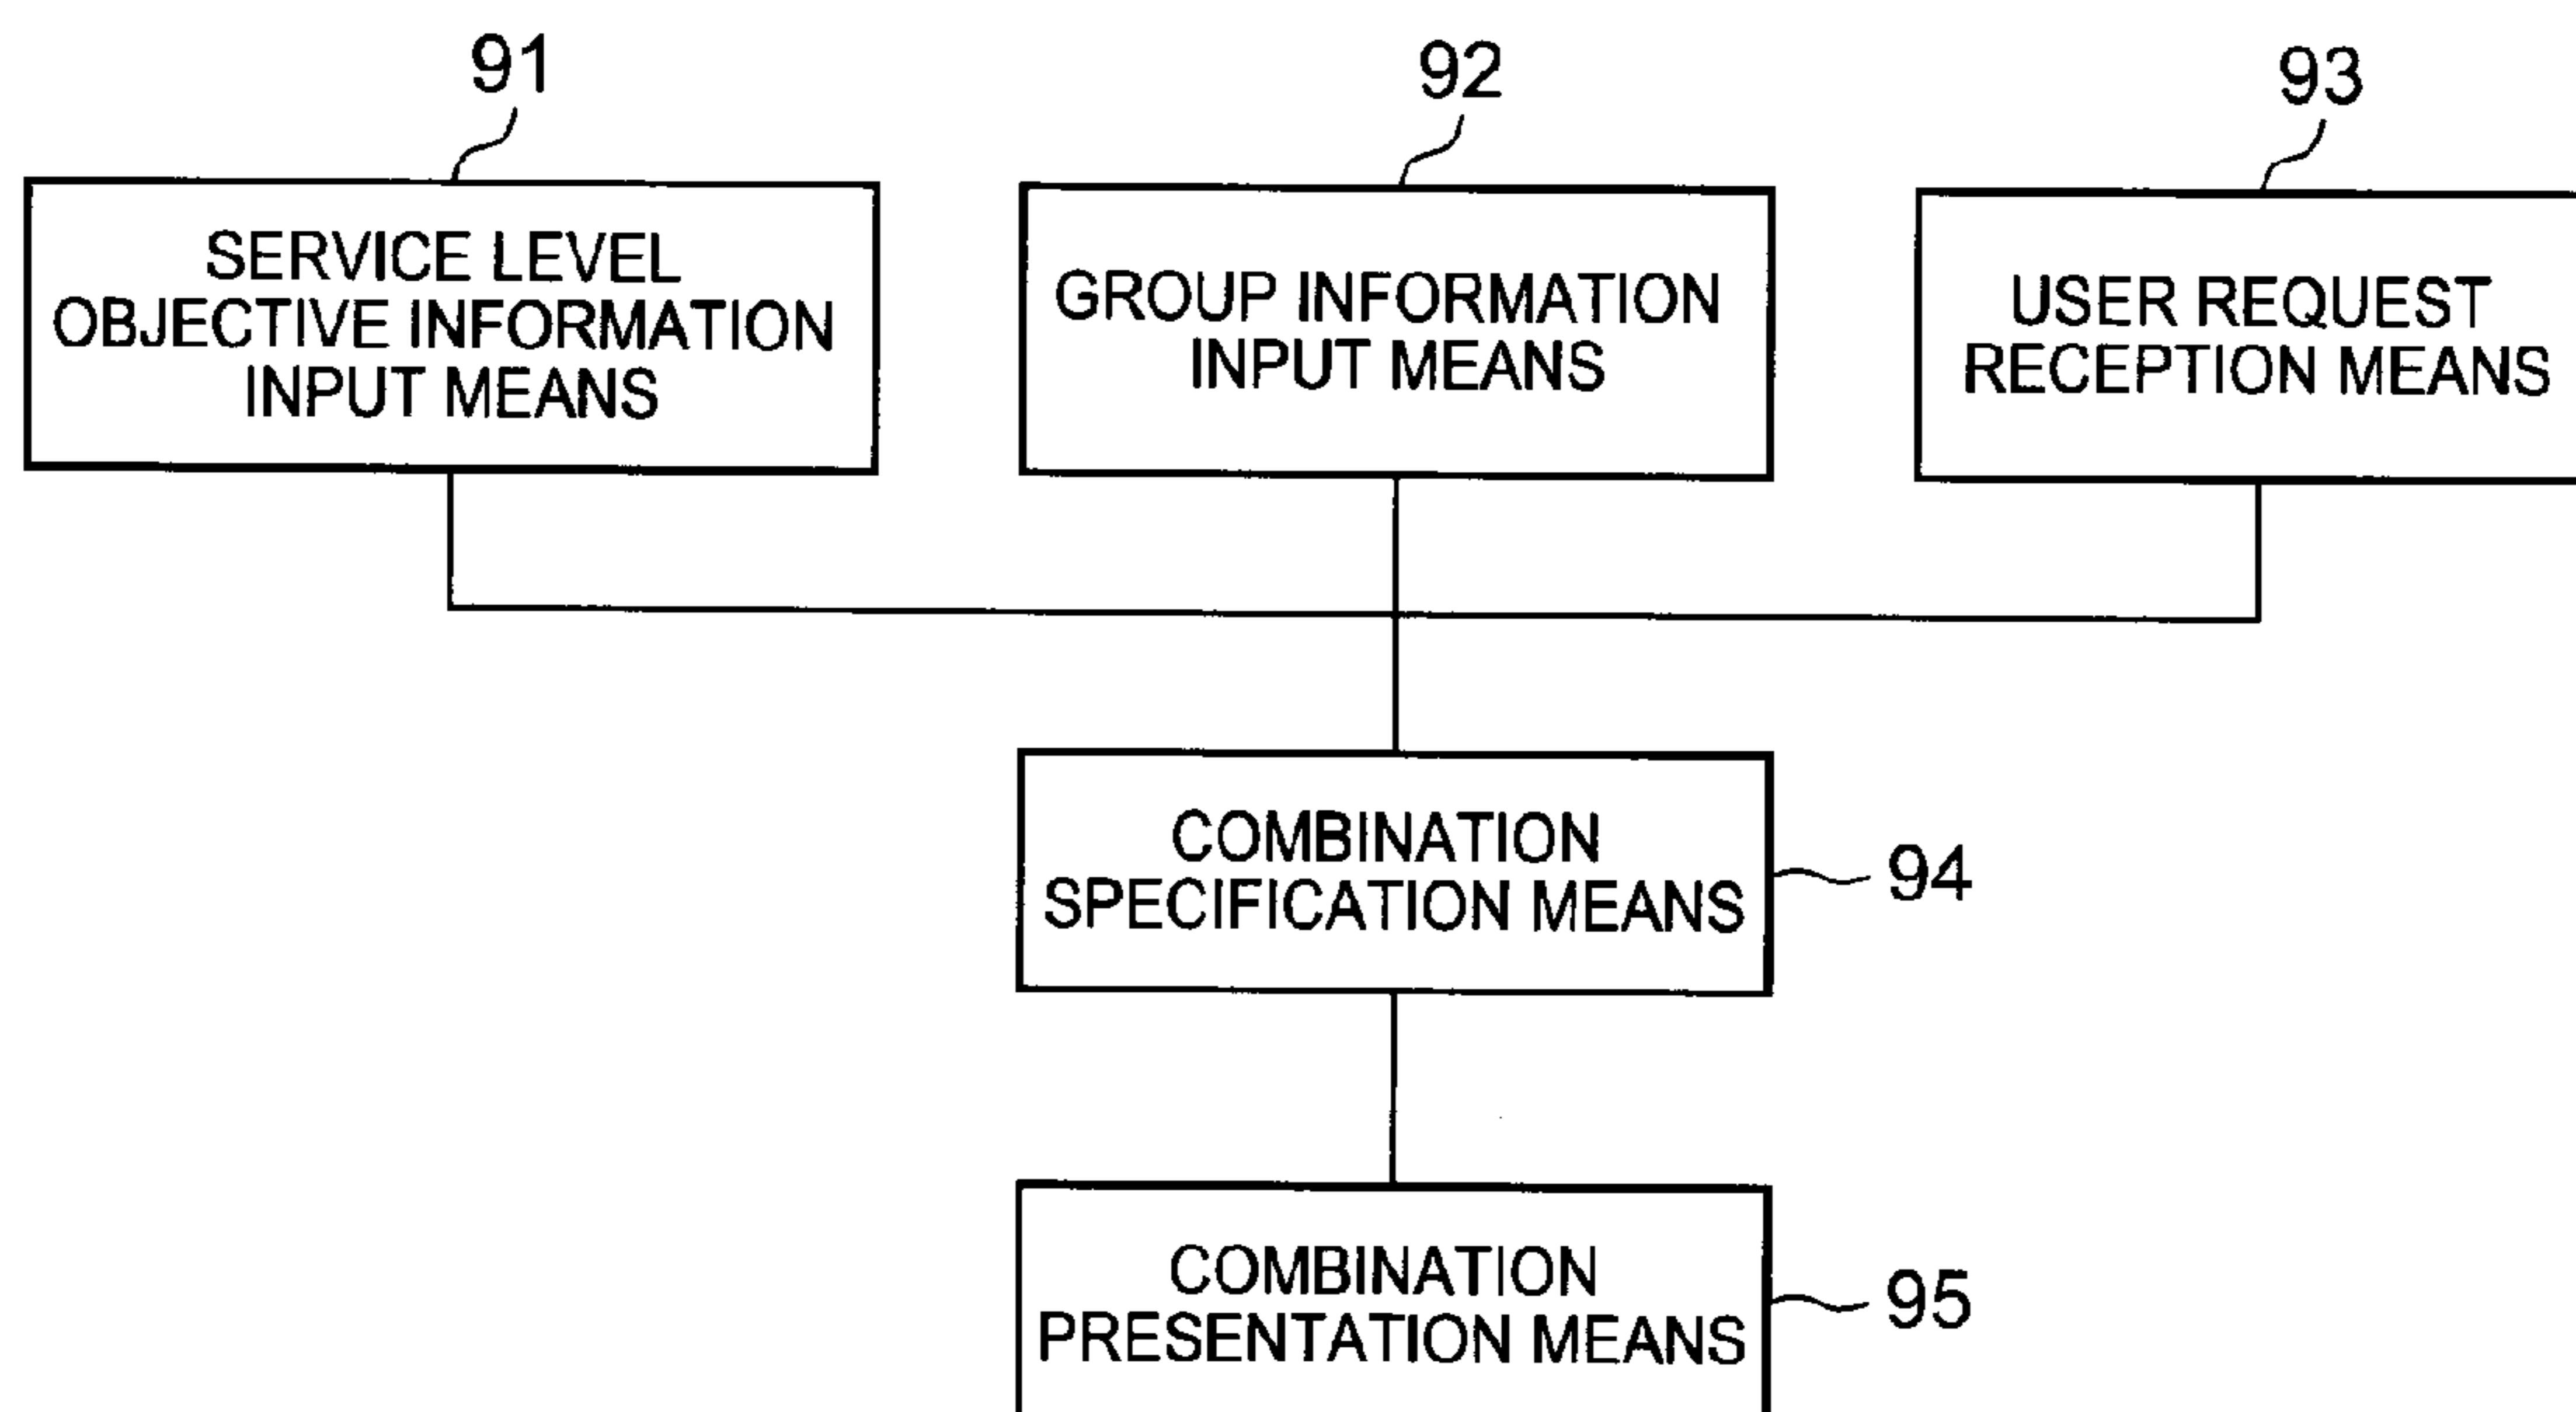 91
92
93
SERVICE LEVEL
OBJECTIVE INFORMATION
INPUT MEANS
GROUP INFORMATION
INPUT MEANS
USER REQUEST
RECEPTION MEANS
COMBINATION
SPECIFICATION MEANS
94
COMBINATION
PRESENTATION MEANS
95